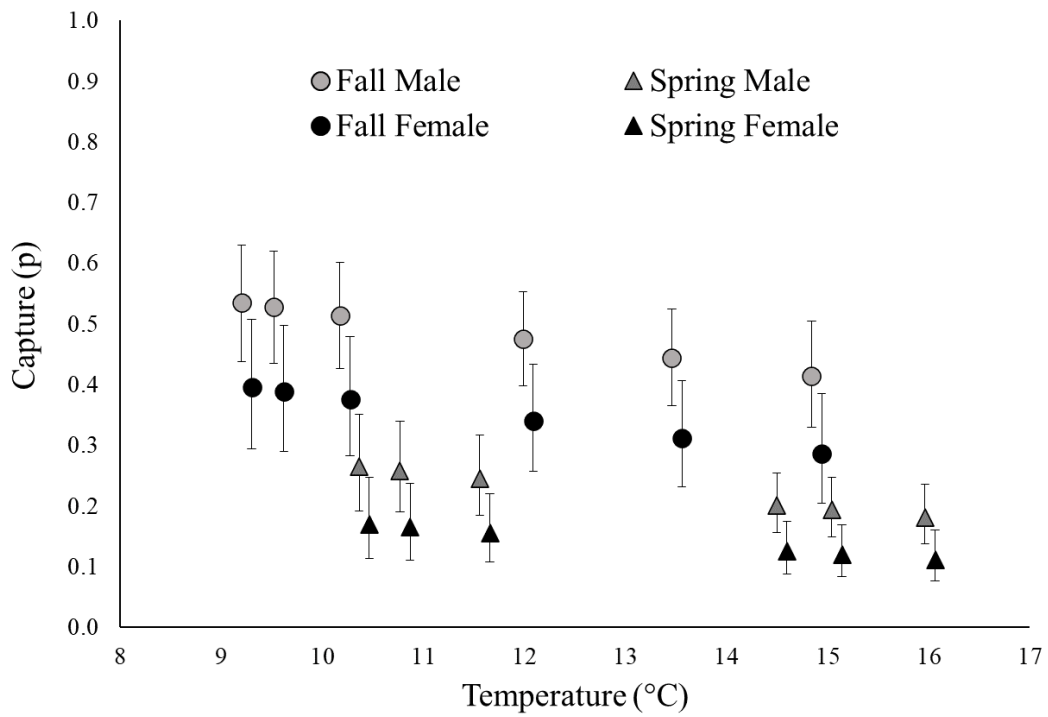 1.0
0.9
0.8
0.7
0.6
0.5
0.4
0.3
0.2
0.1
0.0
Capture (p)
Fall Male
Spring Male
Fall Female
Spring Female
8 9 10 11 12 13 14 15 16 17
Temperature (°C)